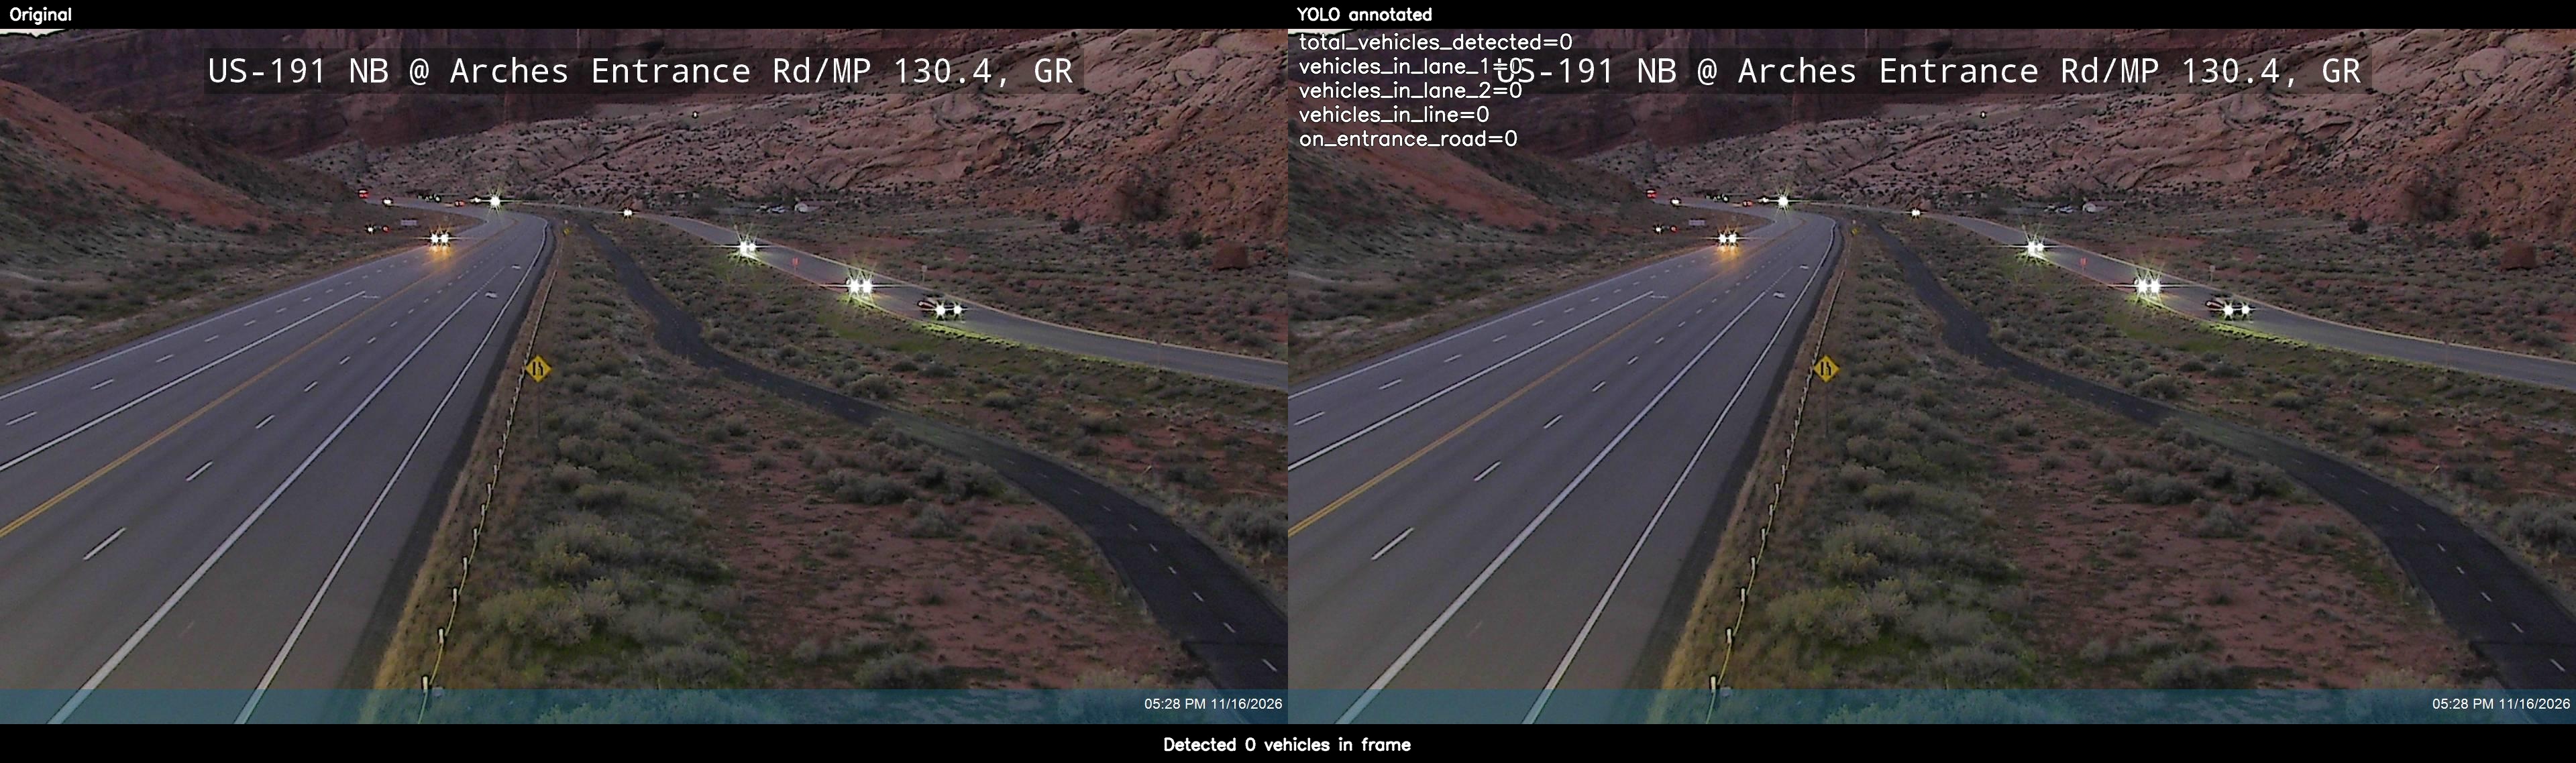 Original
US-191 NB @ Arches Entrance Rd/MP 130.4, GR
05:28 PM 11/16/2026
YOLO annotated
total_vehicles_detected=0
vehicles_in_lane_1=0
US-191 NB @ Arches Entrance Rd/MP 130.4, GR
vehicles_in_lane_2=0
vehicles_in_line=0
on_entrance_road=0
05:28 PM 11/16/2026
Detected 0 vehicles in frame